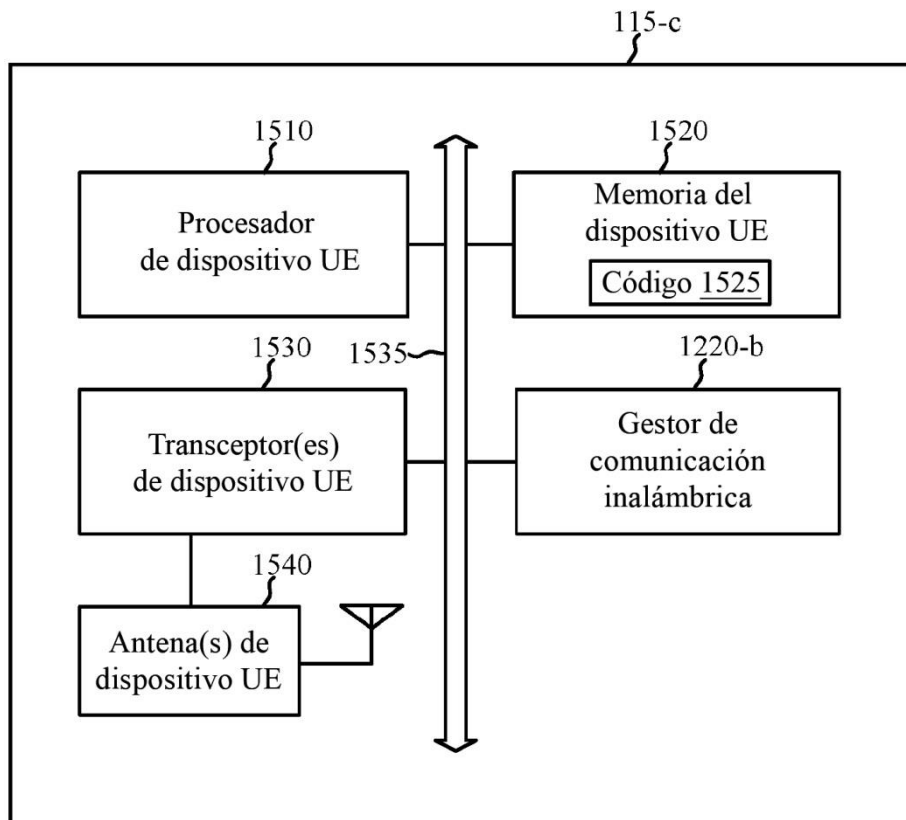 115-c
1510
Procesador
de dispositivo UE
1520
Memoria del
dispositivo UE
Código 1525
1530
Transceptor(es)
de dispositivo UE
1535
1220-b
Gestor de
comunicación
inalámbrica
1540
Antena(s) de
dispositivo UE